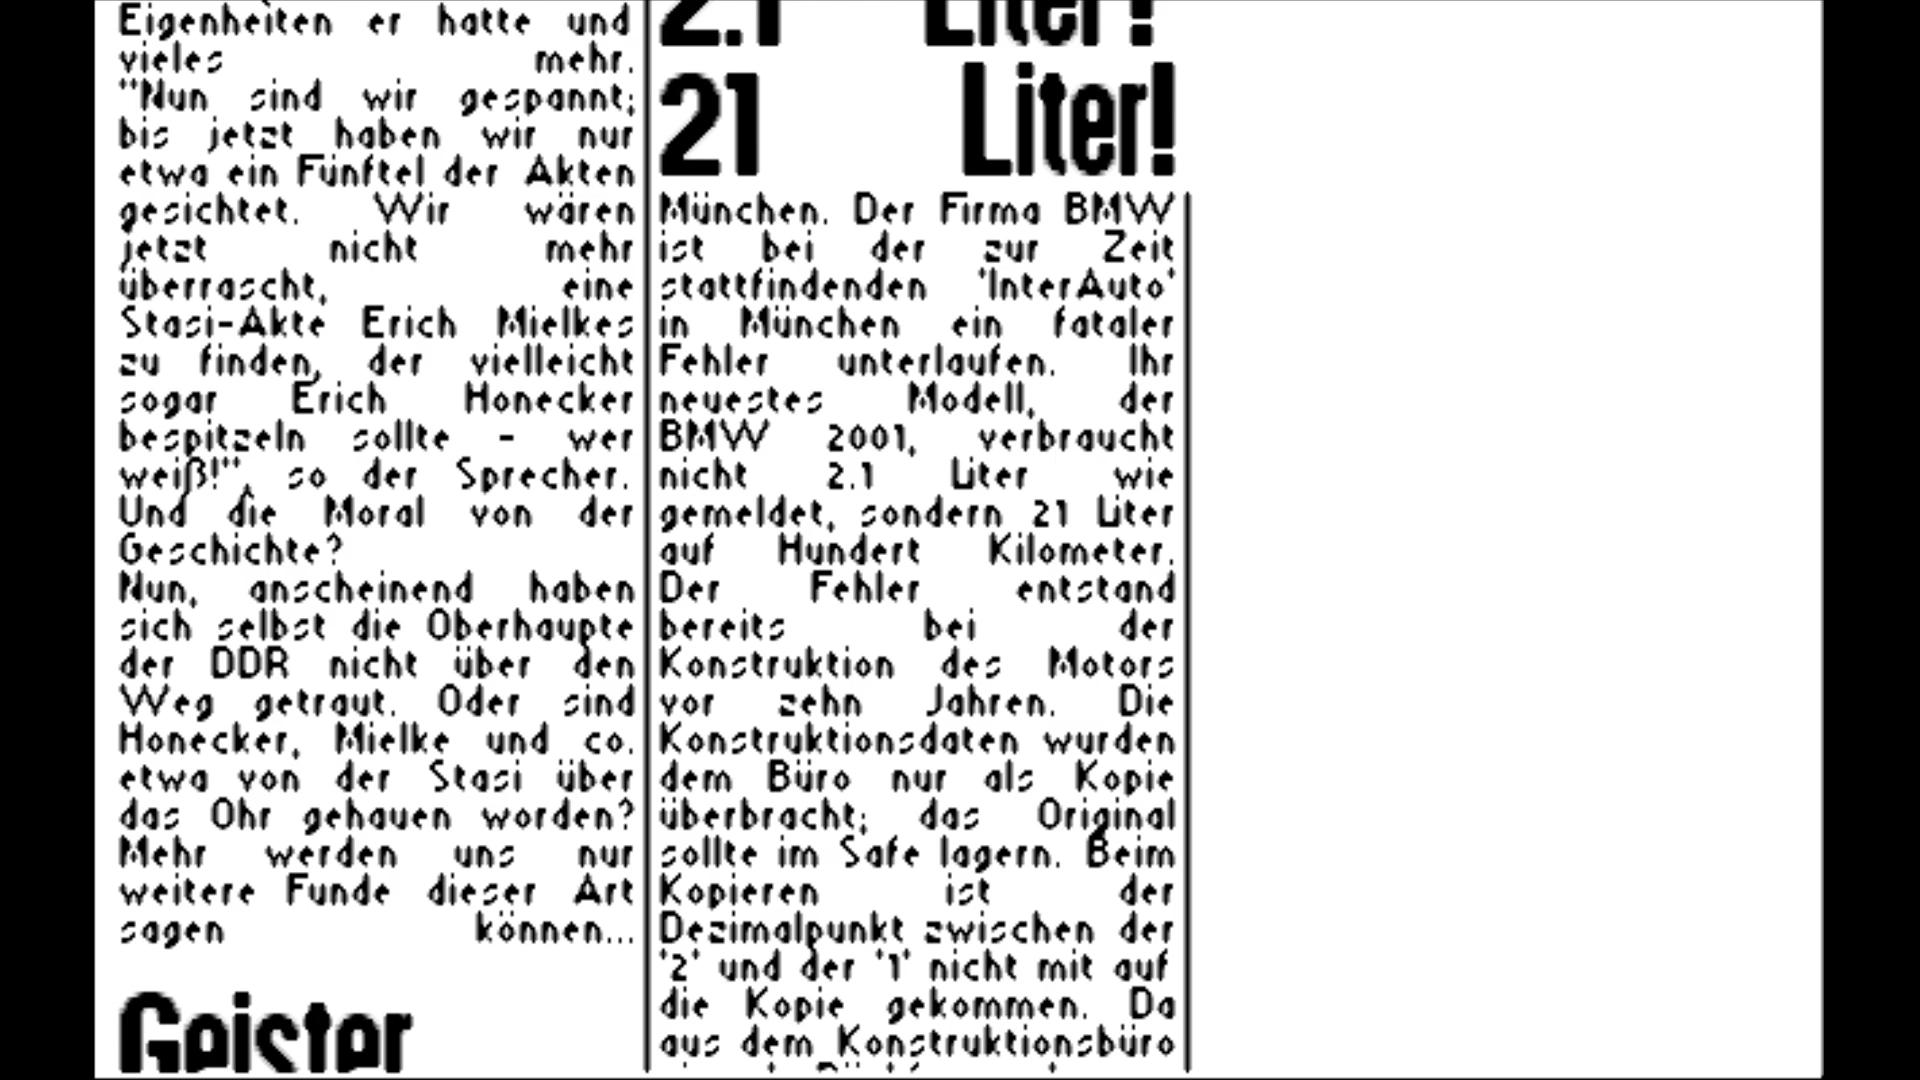 Eigenheiten er hatte und
vieles mehr.
"Nun sind wir gespannt;
bis jetzt haben wir nur
etwa ein Fünftel der Akten
gesichtet. Wir wären
jetzt nicht mehr
überrascht, eine
Stasi-Akte Erich Mielkes
zu finden, der vielleicht
sogar Erich Honecker
bespitzeln sollte - wer
weiß!", so der Sprecher.
Und die Moral von der
Geschichte?
Nun, anscheinend haben
sich selbst die Oberhaupte
der DDR nicht über den
Weg getraut. Oder sind
Honecker, Mielke und co.
etwa von der Stasi über
das Ohr gehauen worden?
Mehr werden uns nur
weitere Funde dieser Art
sagen können...
Geister
2.1 Liter!
21 Liter!
München. Der Firma BMW
ist bei der zur Zeit
stattfindenden 'InterAuto'
in München ein fataler
Fehler unterlaufen. Ihr
neuestes Modell, der
BMW 2001, verbraucht
nicht 2.1 Liter wie
gemeldet, sondern 21 Liter
auf Hundert Kilometer.
Der Fehler entstand
bereits bei der
Konstruktion des Motors
vor zehn Jahren. Die
Konstruktionsdaten wurden
dem Büro nur als Kopie
überbracht; das Original
sollte im Safe lagern. Beim
Kopieren ist der
Dezimalpunkt zwischen der
'2' und der '1' nicht mit auf
die Kopie gekommen. Da
aus dem Konstruktionsbüro